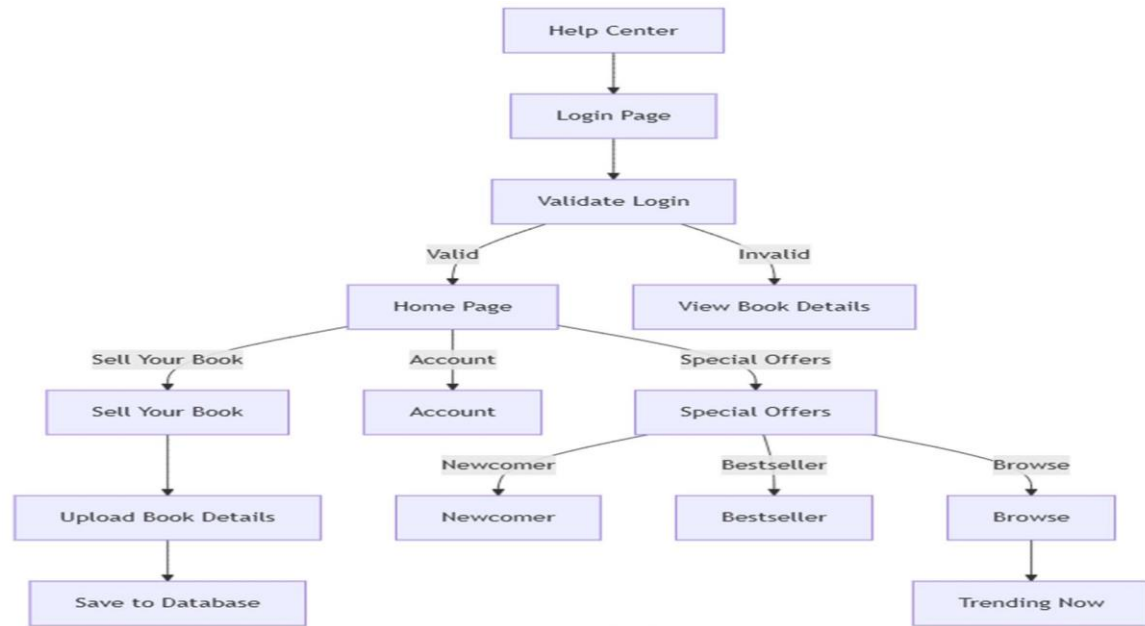 Help Center
Login Page
Validate Login
Valid
Invalid
Home Page
View Book Details
Sell Your Book
Account
Special Offers
Sell Your Book
Account
Special Offers
Newcomer
Bestseller
Browse
Upload Book Details
Newcomer
Bestseller
Browse
Save to Database
Trending Now